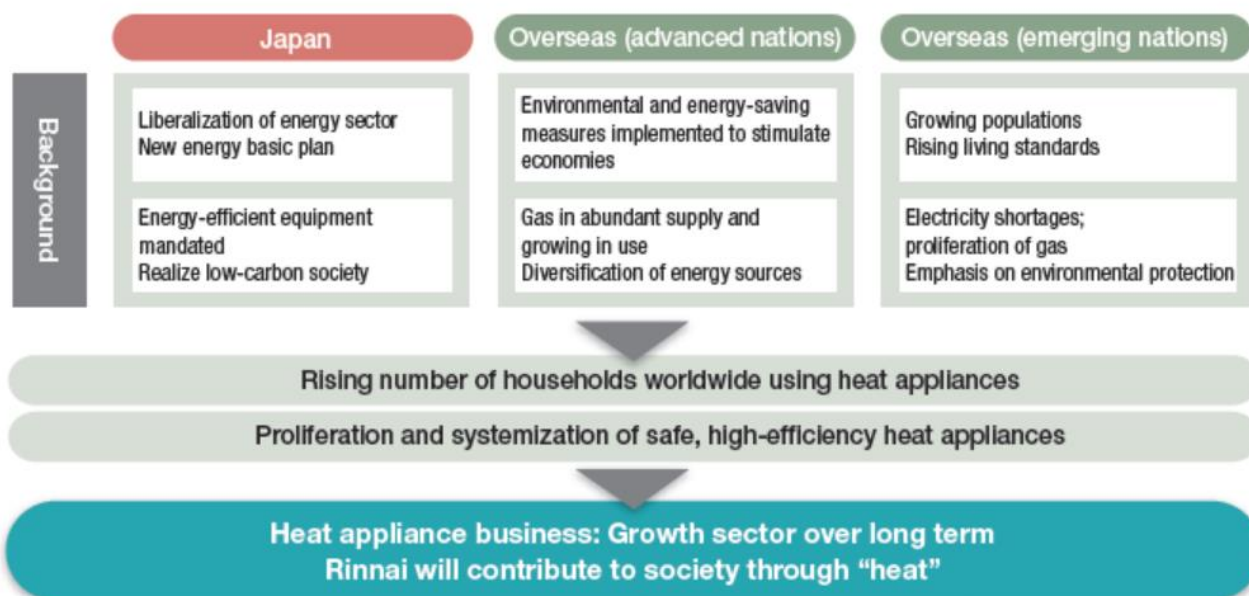 Japan
Overseas (advanced nations)
Overseas (emerging nations)
Background
Liberalization of energy sector
New energy basic plan
Environmental and energy-saving
measures implemented to stimulate
economies
Growing populations
Rising living standards
Energy-efficient equipment
mandated
Realize low-carbon society
Gas in abundant supply and
growing in use
Diversification of energy sources
Electricity shortages;
proliferation of gas
Emphasis on environmental protection
Rising number of households worldwide using heat appliances
Proliferation and systemization of safe, high-efficiency heat appliances
Heat appliance business: Growth sector over long term
Rinnai will contribute to society through “heat”